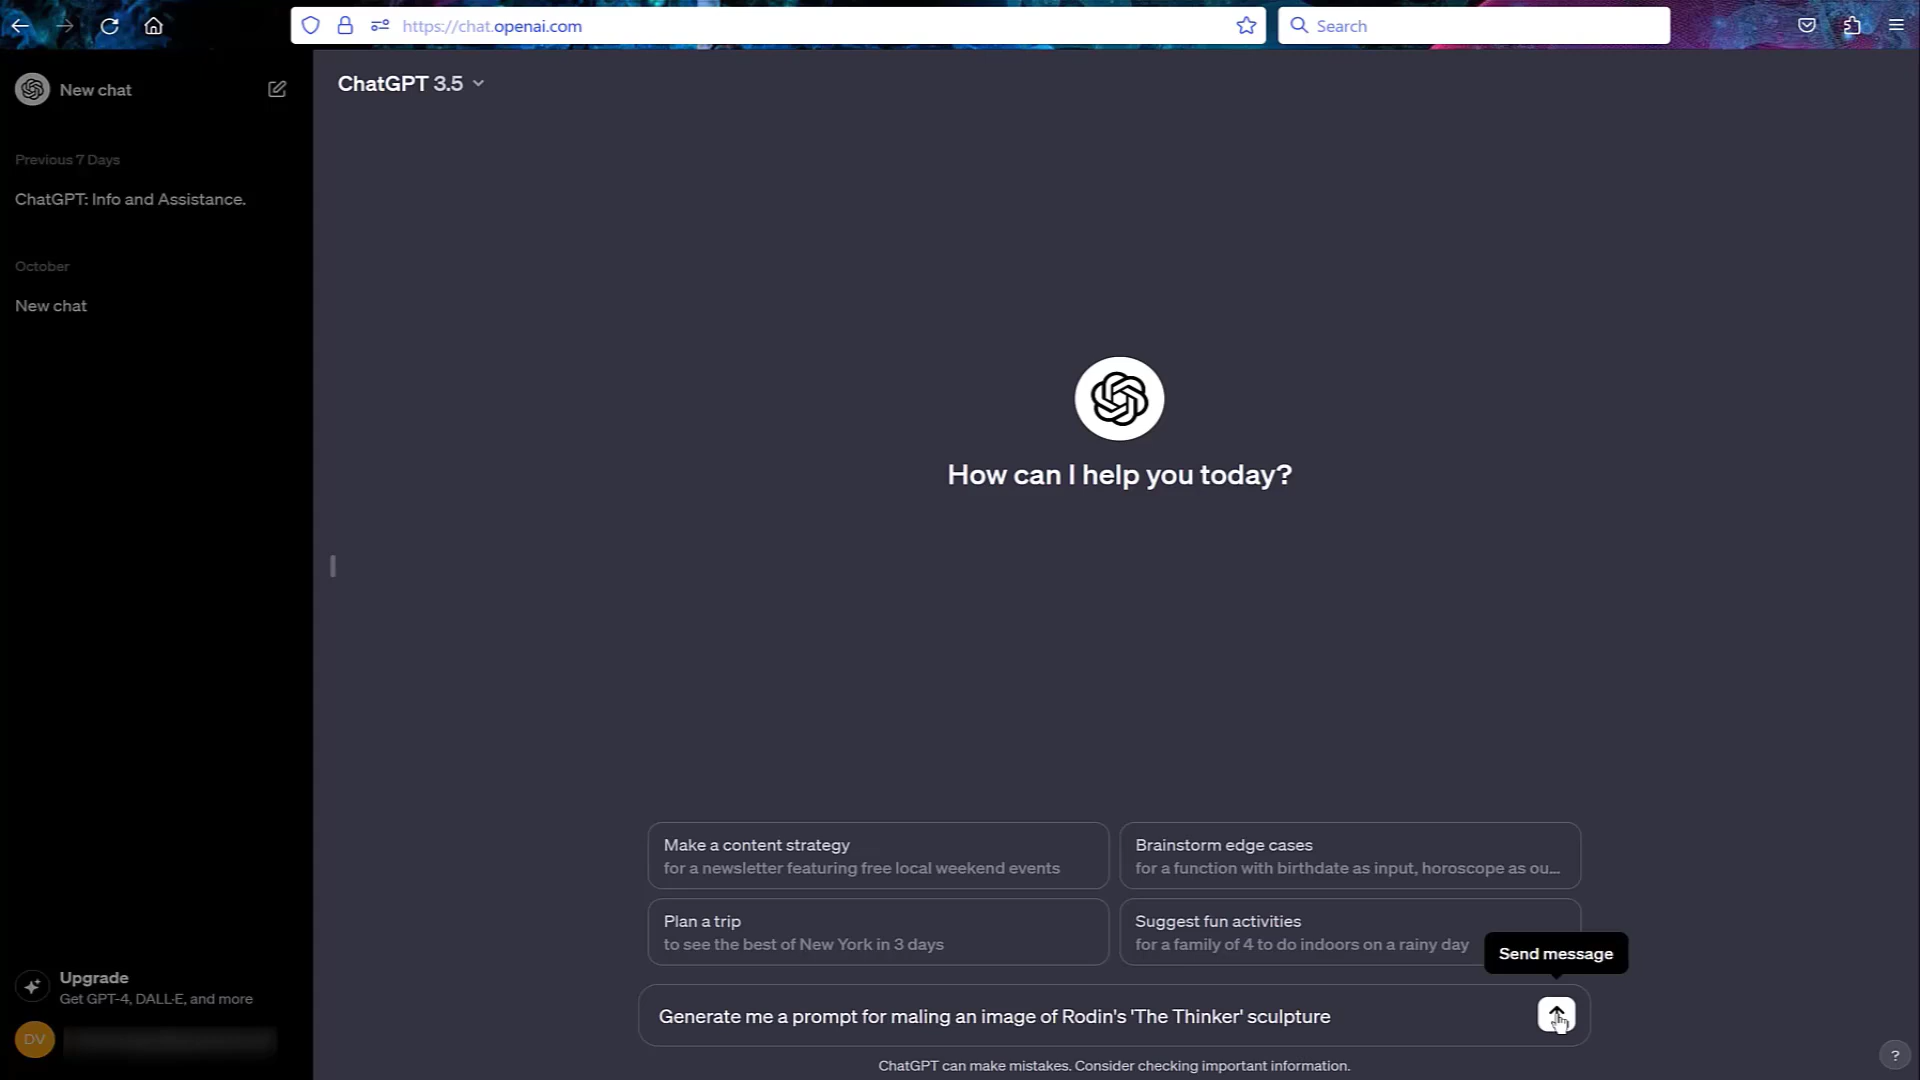 https://chat.openai.com
Search
New chat
ChatGPT 3.5
Previous 7 Days
ChatGPT: Info and Assistance.
October
New chat
How can I help you today?
Make a content strategy
for a newsletter featuring free local weekend events
Brainstorm edge cases
for a function with birthdate as input, horoscope as ou...
Plan a trip
to see the best of New York in 3 days
Suggest fun activities
for a family of 4 to do indoors on a rainy day
Send message
Upgrade
Get GPT-4, DALL·E, and more
DV
Generate me a prompt for maling an image of Rodin's 'The Thinker' sculpture
ChatGPT can make mistakes. Consider checking important information.
?